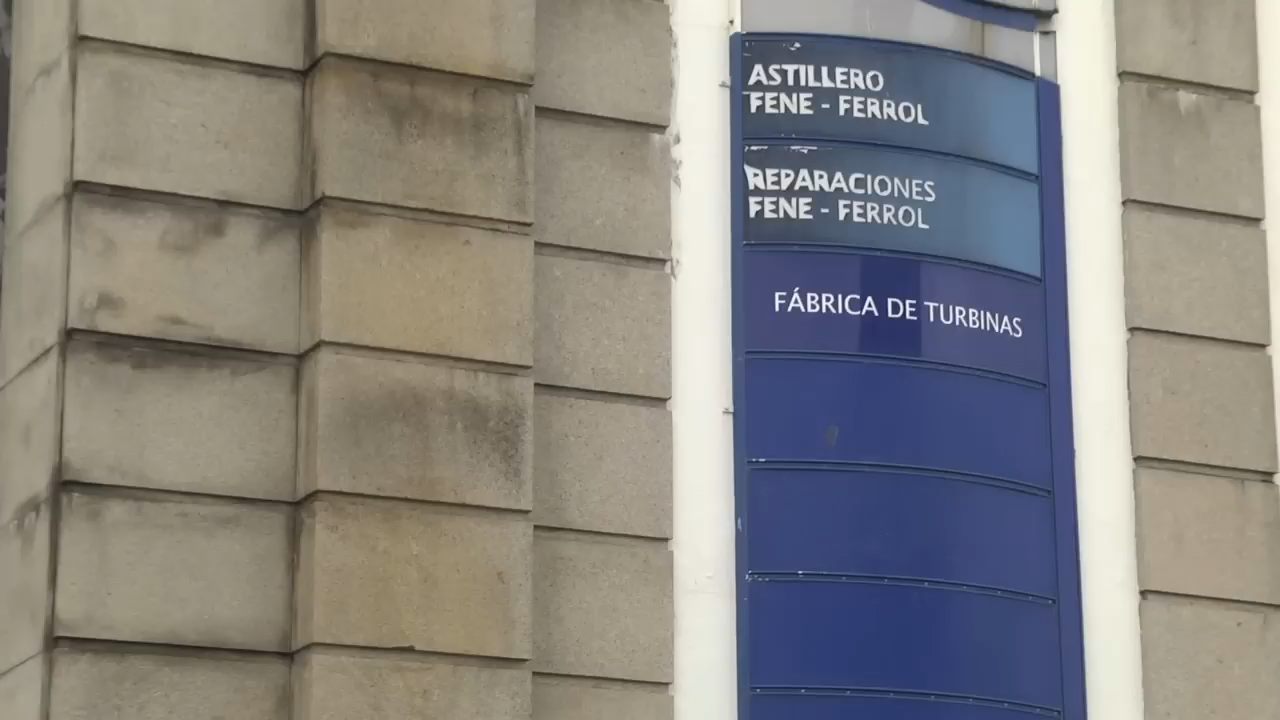 ASTILLERO
FENE - FERROL
REPARACIONES
FENE - FERROL
FÁBRICA DE TURBINAS